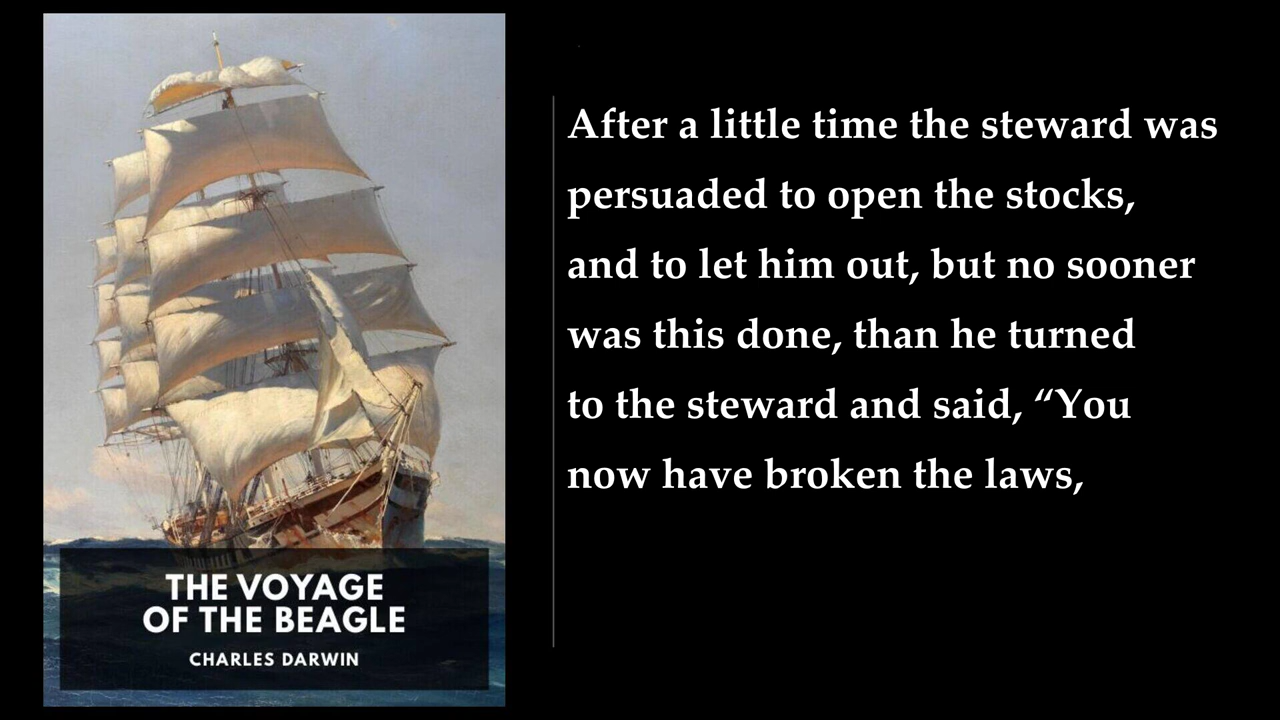 THE VOYAGE
OF THE BEAGLE
CHARLES DARWIN
After a little time the steward was
persuaded to open the stocks,
and to let him out, but no sooner
was this done, than he turned
to the steward and said, “You
now have broken the laws,